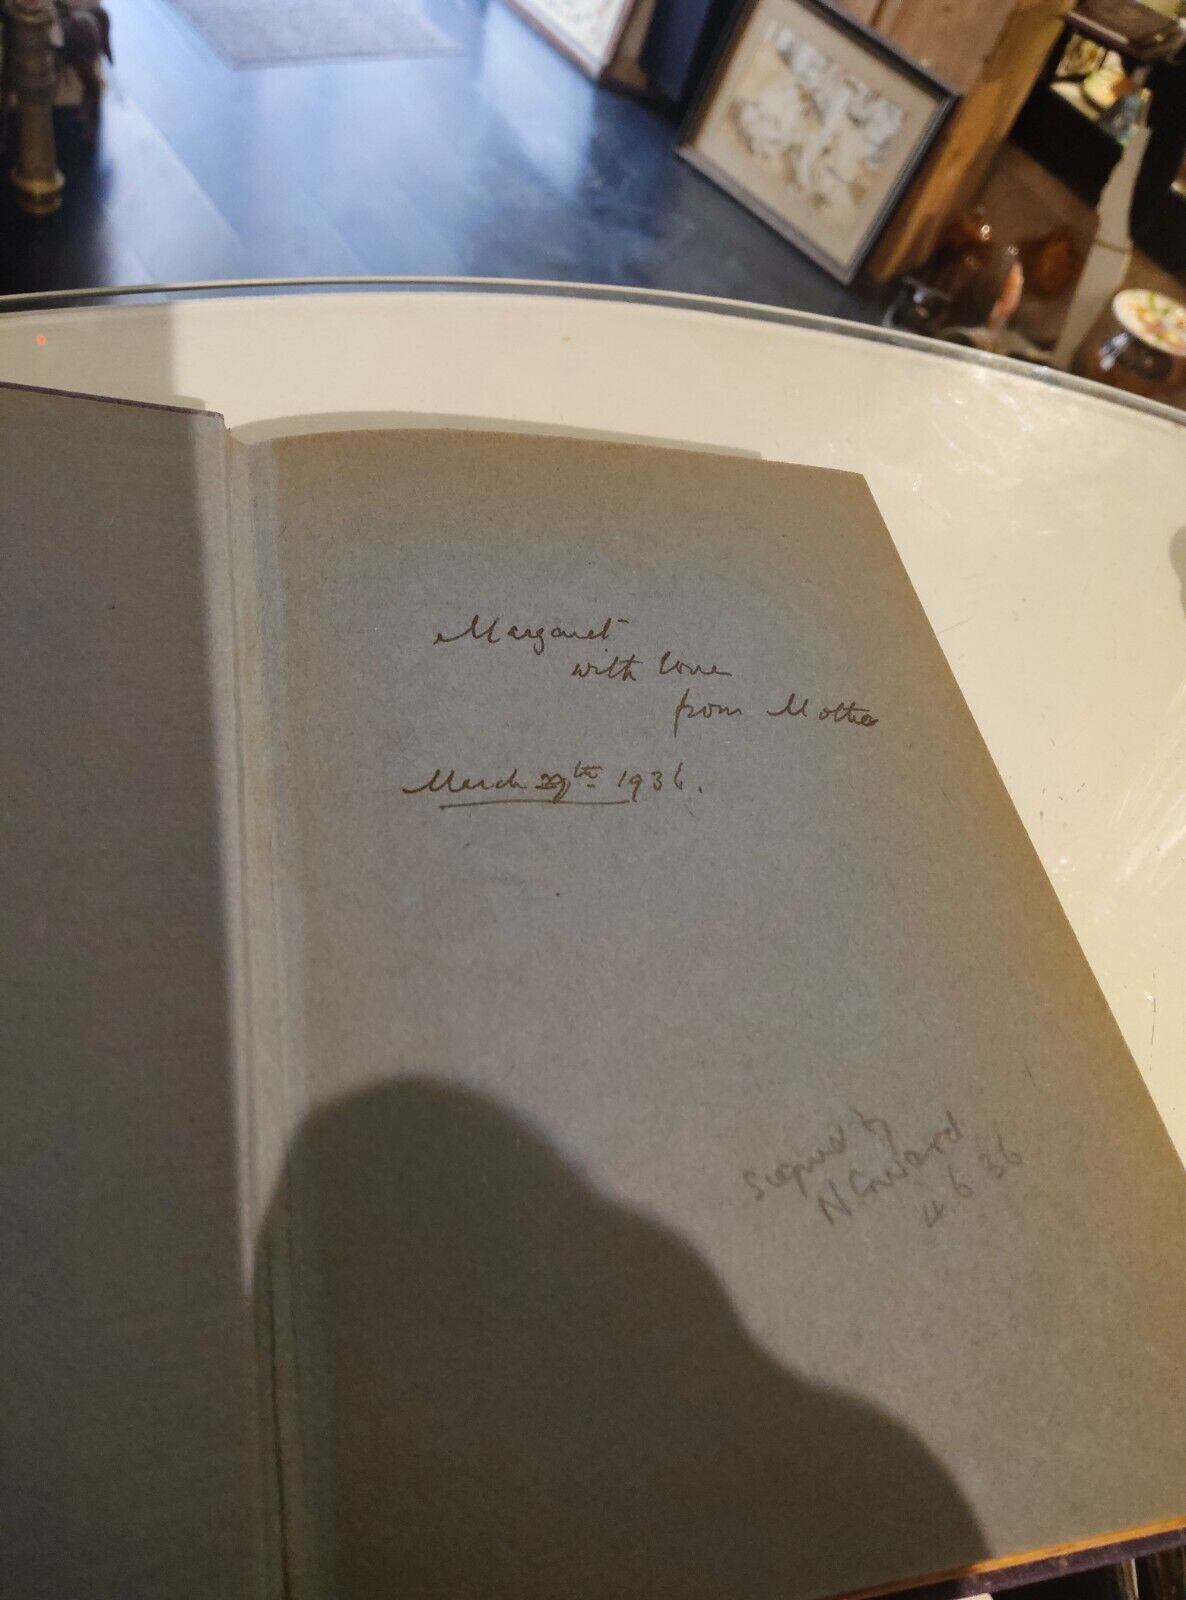 Margaret
with love
from Mother
March 29th 1936.
Signed by
N Coward
4.6 36